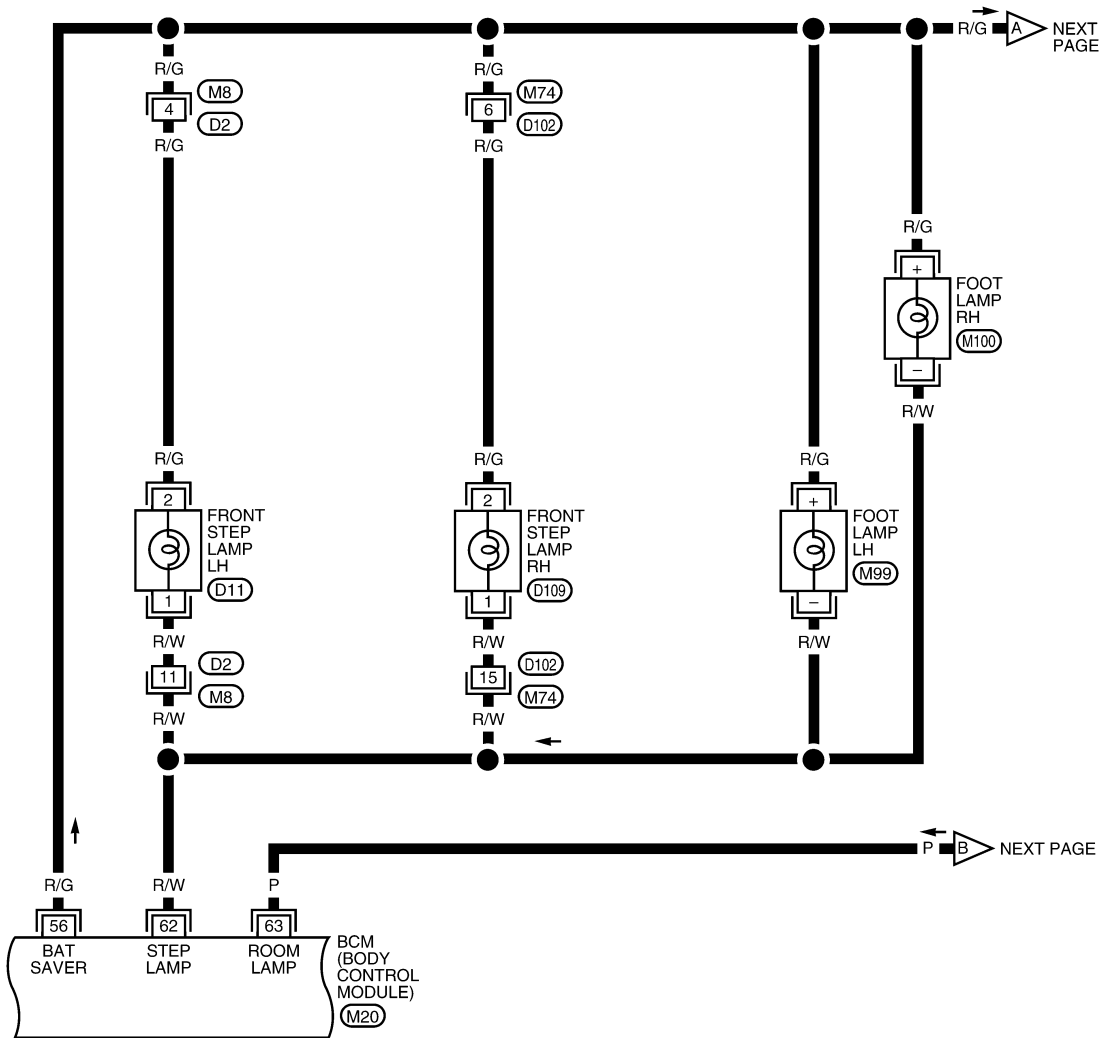 R/G
A
NEXT
PAGE
R/G
4
M8
D2
R/G
R/G
6
M74
D102
R/G
R/G
+
FOOT
LAMP
RH
M100
−
R/W
R/G
2
FRONT
STEP
LAMP
LH
D11
1
R/W
R/G
2
FRONT
STEP
LAMP
RH
D109
1
R/W
R/G
+
FOOT
LAMP
LH
M99
−
R/W
11
D2
M8
R/W
15
D102
M74
R/W
P
B
NEXT PAGE
R/G
R/W
P
56
62
63
BAT
SAVER
STEP
LAMP
ROOM
LAMP
BCM
(BODY
CONTROL
MODULE)
M20